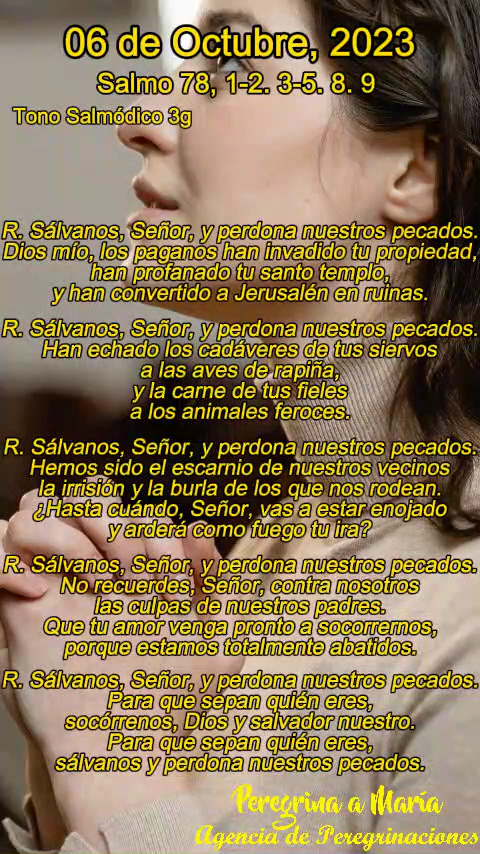 06 de Octubre, 2023
Salmo 78, 1-2. 3-5. 8. 9
Tono Salmódico 3g
R. Sálvanos, Señor, y perdona nuestros pecados.
Dios mío, los paganos han invadido tu propiedad,
han profanado tu santo templo,
y han convertido a Jerusalén en ruinas.
R. Sálvanos, Señor, y perdona nuestros pecados.
Han echado los cadáveres de tus siervos
a las aves de rapiña,
y la carne de tus fieles
a los animales feroces.
R. Sálvanos, Señor, y perdona nuestros pecados.
Hemos sido el escarnio de nuestros vecinos
la irrisión y la burla de los que nos rodean.
¿Hasta cuándo, Señor, vas a estar enojado
y arderá como fuego tu ira?
R. Sálvanos, Señor, y perdona nuestros pecados.
No recuerdes, Señor, contra nosotros
las culpas de nuestros padres.
Que tu amor venga pronto a socorrernos,
porque estamos totalmente abatidos.
R. Sálvanos, Señor, y perdona nuestros pecados.
Para que sepan quién eres,
socórrenos, Dios y salvador nuestro.
Para que sepan quién eres,
sálvanos y perdona nuestros pecados.
Peregrina a María
Agencia de Peregrinaciones